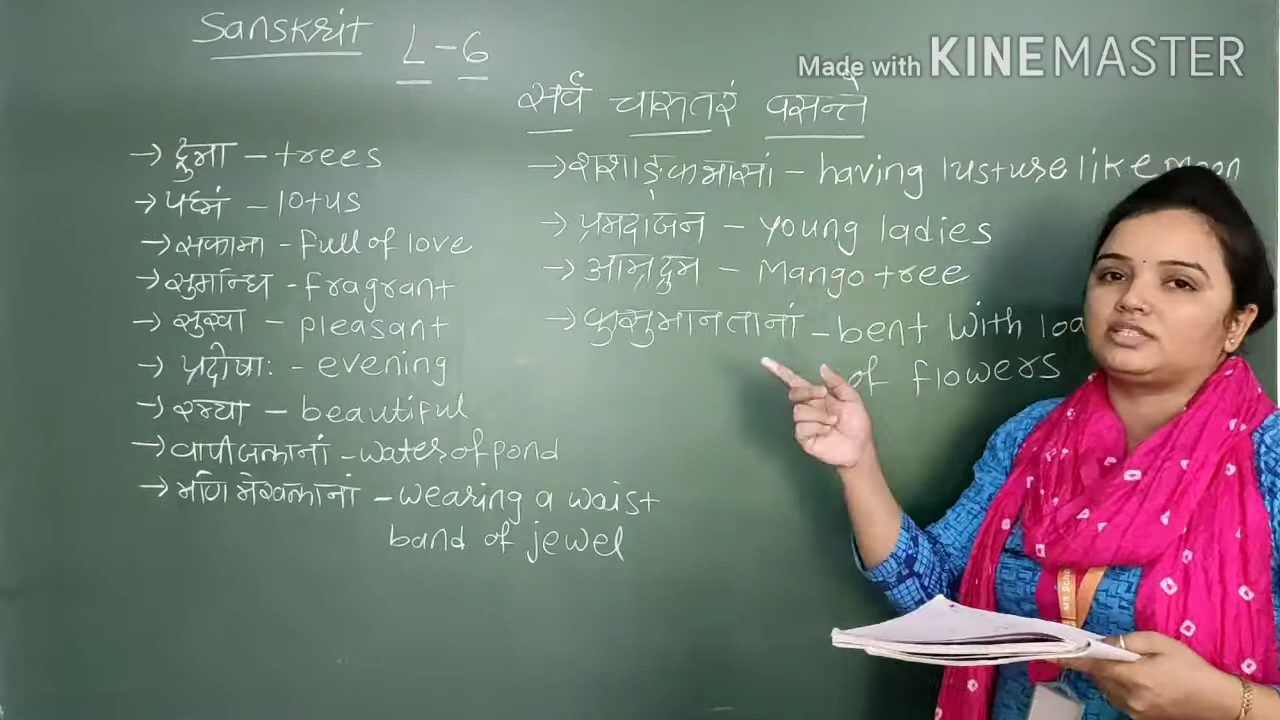 Sanskrit L-6
Made with KINEMASTER
सर्वं चारुतरं वसन्ते
→ द्रुमा - trees
→ पद्मं - lotus
→ सकामा - full of love
→ सुगन्धि - fragrant
→ सुखा - pleasant
→ प्रदोषा: - evening
→ रम्या - beautiful
→ वापीजलानां - water of pond
→ मणि मेखलानां - wearing a waist
band of jewel
→ शशाङ्कभासां - having lusture like Moon
→ प्रमदाजन - young ladies
→ आम्रद्रुम - Mango tree
→ कुसुमानतानां - bent with
of flowers